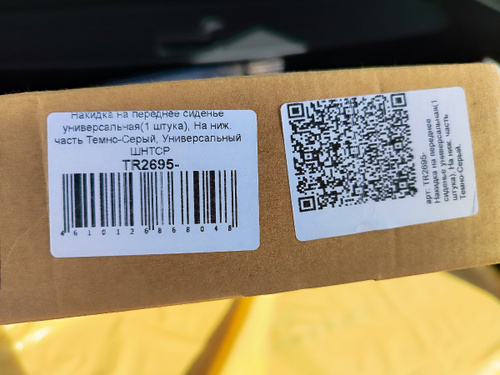 Накидка на переднее сиденье
универсальная(1 штука), На ниж.
часть Темно-Серый, Универсальный
ШНТСР
TR2695-
4610126868048
арт. TR2695-
Накидка на переднее
сиденье универсальная(1
штука), На ниж. часть
Темно-Серый,